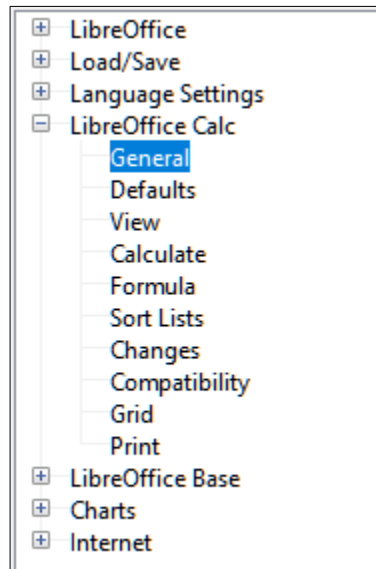 LibreOffice
Load/Save
Language Settings
LibreOffice Calc
General
Defaults
View
Calculate
Formula
Sort Lists
Changes
Compatibility
Grid
Print
LibreOffice Base
Charts
Internet